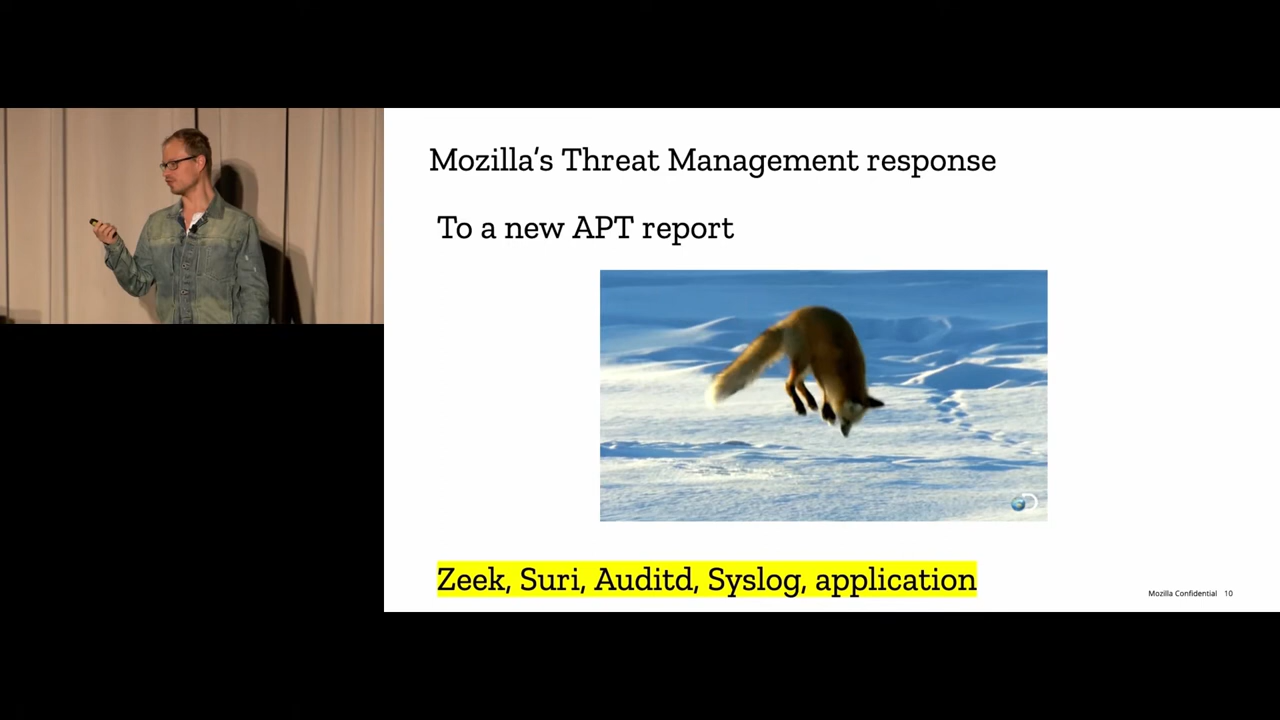 Mozilla’s Threat Management response
To a new APT report
Zeek, Suri, Auditd, Syslog, application
Mozilla Confidential 10